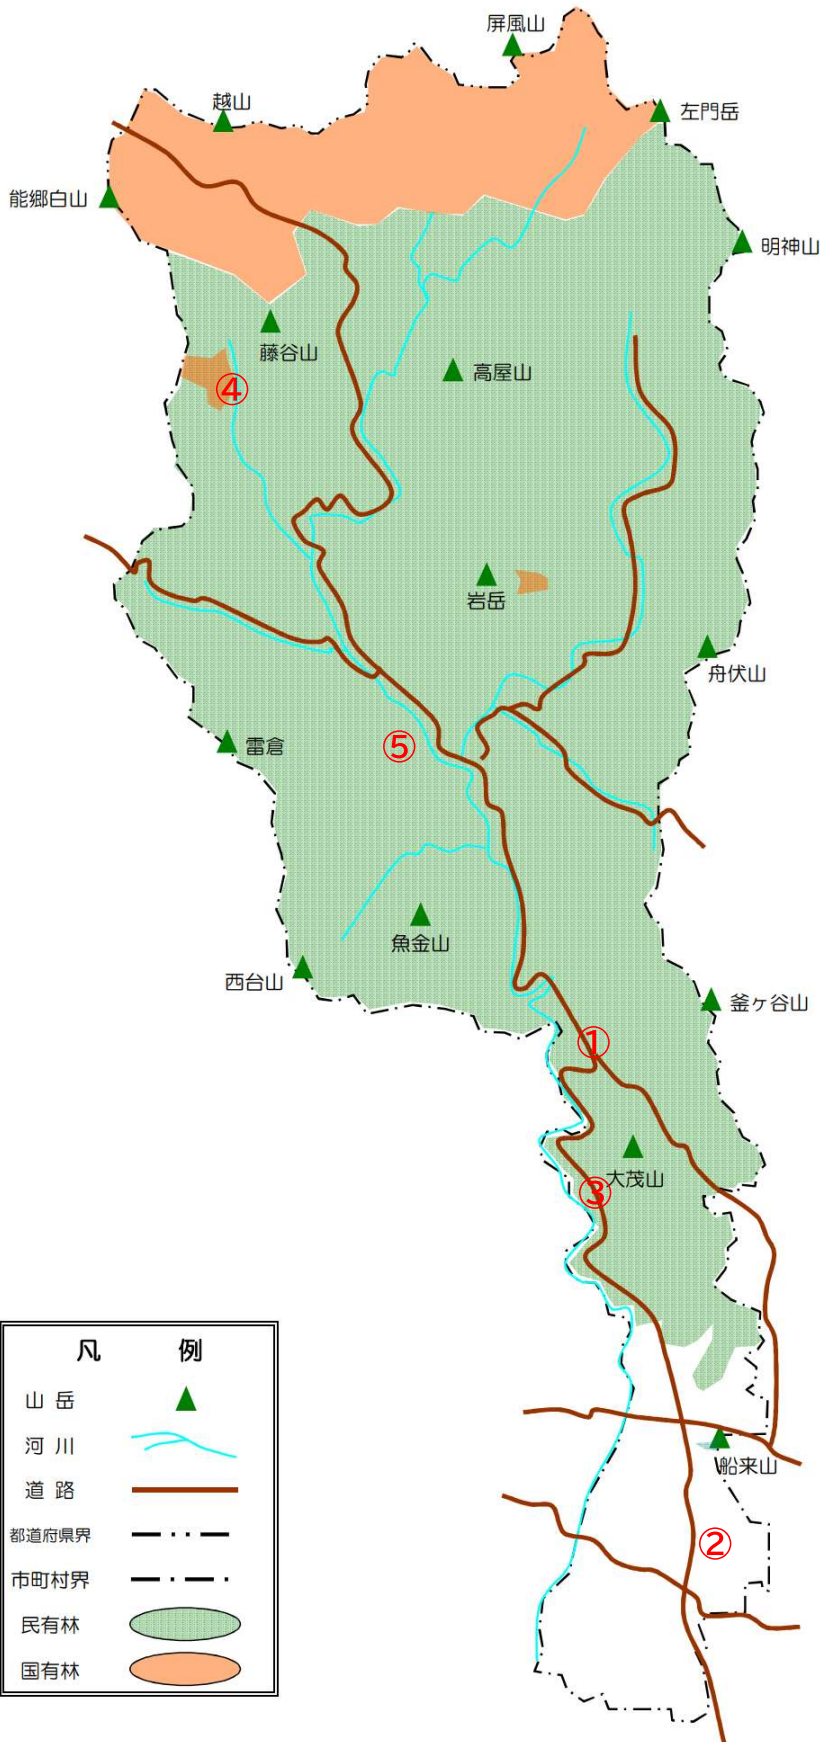 屏風山
越山
左門岳
能郷白山
明神山
藤谷山
高屋山
④
岩岳
舟伏山
雷倉
⑤
魚金山
西台山
釜ヶ谷山
①
大茂山
③
凡 例
山 岳
河 川
道 路
都道府県界
市町村界
民有林
国有林
船来山
②